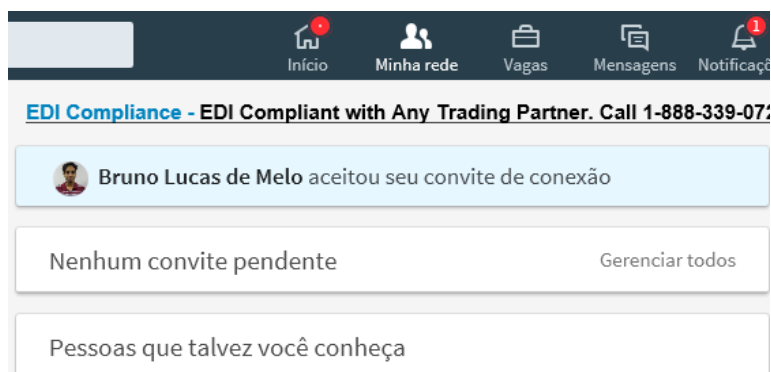 Início Minha rede Vagas Mensagens
1
EDI Compliance - EDI Compliant with Any Trading Partner. Call 1-888-339-072
Bruno Lucas de Melo aceitou seu convite de conexão
Nenhum convite pendente Gerenciar todos
Pessoas que talvez você conheça